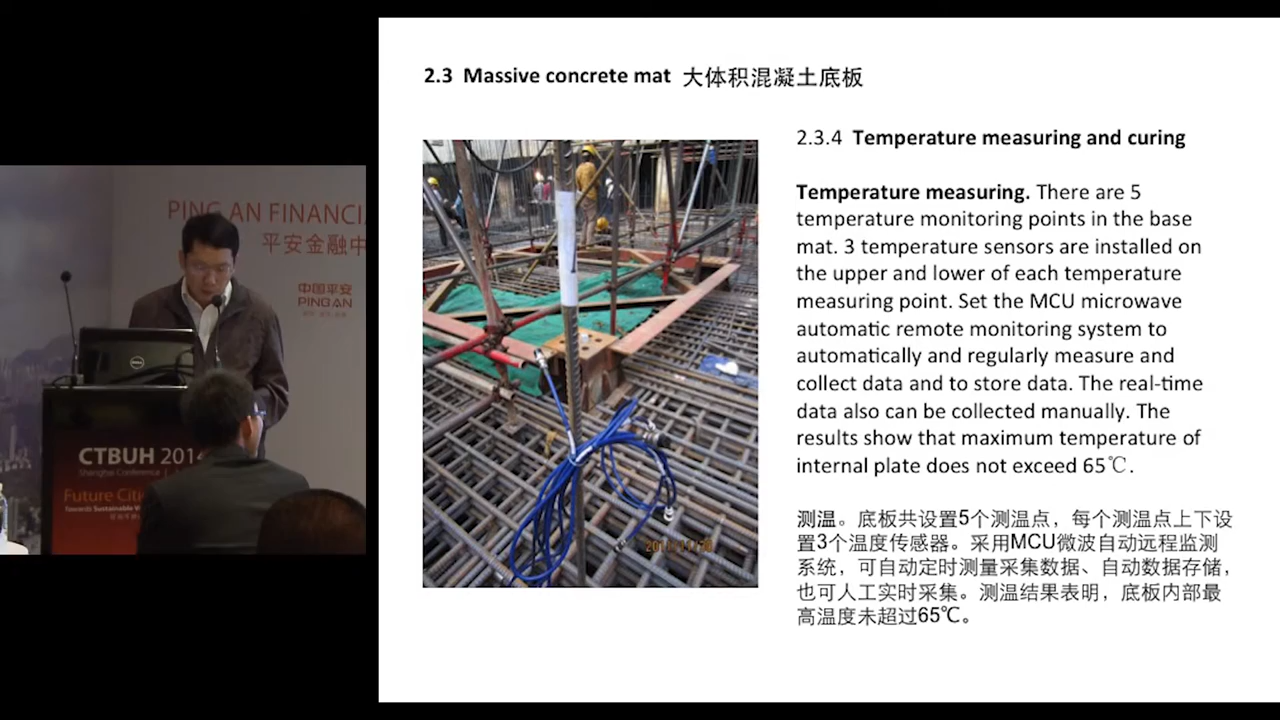 2.3 Massive concrete mat 大体积混凝土底板
2.3.4 Temperature measuring and curing
Temperature measuring. There are 5
temperature monitoring points in the base
mat. 3 temperature sensors are installed on
the upper and lower of each temperature
measuring point. Set the MCU microwave
automatic remote monitoring system to
automatically and regularly measure and
collect data and to store data. The real-time
data also can be collected manually. The
results show that maximum temperature of
internal plate does not exceed 65℃.
测温。底板共设置5个测温点，每个测温点上下设
置3个温度传感器。采用MCU微波自动远程监测
系统，可自动定时测量采集数据、自动数据存储，
也可人工实时采集。测温结果表明，底板内部最
高温度未超过65℃。
PING AN FINANCI
平安金融中
中国平安
PING AN
DELL
CTBUH 2014
Shanghai Conference
Future Citi
Towards Sustainable V